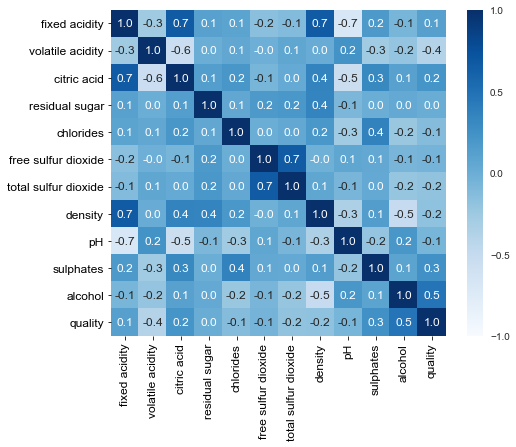 fixed acidity 1.0 -0.3 0.7 0.1 0.1 -0.2 -0.1 0.7 -0.7 0.2 -0.1 0.1
volatile acidity -0.3 1.0 -0.6 0.0 0.1 -0.0 0.1 0.0 0.2 -0.3 -0.2 -0.4
citric acid 0.7 -0.6 1.0 0.1 0.2 -0.1 0.0 0.4 -0.5 0.3 0.1 0.2
residual sugar 0.1 0.0 0.1 1.0 0.1 0.2 0.2 0.4 -0.1 0.0 0.0 0.0
chlorides 0.1 0.1 0.2 0.1 1.0 0.0 0.0 0.2 -0.3 0.4 -0.2 -0.1
free sulfur dioxide -0.2 -0.0 -0.1 0.2 0.0 1.0 0.7 -0.0 0.1 0.1 -0.1 -0.1
total sulfur dioxide -0.1 0.1 0.0 0.2 0.0 0.7 1.0 0.1 -0.1 0.0 -0.2 -0.2
density 0.7 0.0 0.4 0.4 0.2 -0.0 0.1 1.0 -0.3 0.1 -0.5 -0.2
pH -0.7 0.2 -0.5 -0.1 -0.3 0.1 -0.1 -0.3 1.0 -0.2 0.2 -0.1
sulphates 0.2 -0.3 0.3 0.0 0.4 0.1 0.0 0.1 -0.2 1.0 0.1 0.3
alcohol -0.1 -0.2 0.1 0.0 -0.2 -0.1 -0.2 -0.5 0.2 0.1 1.0 0.5
quality 0.1 -0.4 0.2 0.0 -0.1 -0.1 -0.2 -0.2 -0.1 0.3 0.5 1.0
fixed acidity
volatile acidity
citric acid
residual sugar
chlorides
free sulfur dioxide
total sulfur dioxide
density
pH
sulphates
alcohol
quality
1.0
0.5
0.0
−0.5
−1.0